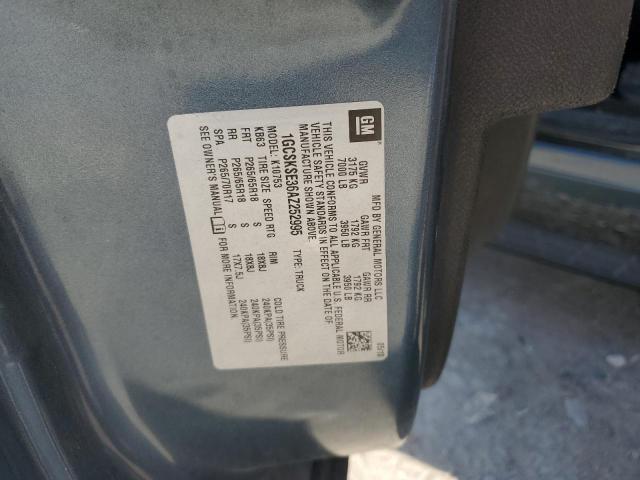 GM
MFD BY GENERAL MOTORS LLC 05/10
GVWR GAWR FRT GAWR RR
3175 KG 1792 KG 1792 KG
7000 LB 3950 LB 3950 LB
THIS VEHICLE CONFORMS TO ALL APPLICABLE U.S. FEDERAL MOTOR
VEHICLE SAFETY STANDARDS IN EFFECT ON THE DATE OF
MANUFACTURE SHOWN ABOVE.
1GCSKSE36AZ252995 TYPE: TRUCK
MODEL: K10753
KB63 TIRE SIZE SPEED RTG RIM COLD TIRE PRESSURE
FRT P265/65R18 S 18X8J 240KPA(35PSI)
RR P265/65R18 S 18X8J 240KPA(35PSI)
SPA P265/70R17 S 17X7.5J 240KPA(35PSI)
SEE OWNER'S MANUAL FOR MORE INFORMATION.